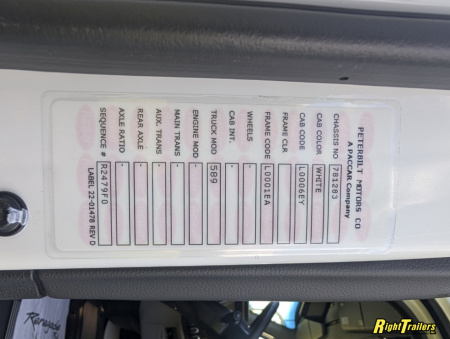 PETERBILT MOTORS CO
A PACCAR Company
CHASSIS NO 781283
CAB COLOR WHITE
CAB CODE L0006EY
FRAME CLR -
FRAME CODE L0001EA
WHEELS -
CAB INT. -
TRUCK MOD 589
ENGINE MOD -
MAIN TRANS -
AUX. TRANS -
REAR AXLE -
AXLE RATIO -
SEQUENCE # R2479F0
LABEL 22-01478 REV D
Renegade
RightTrailers